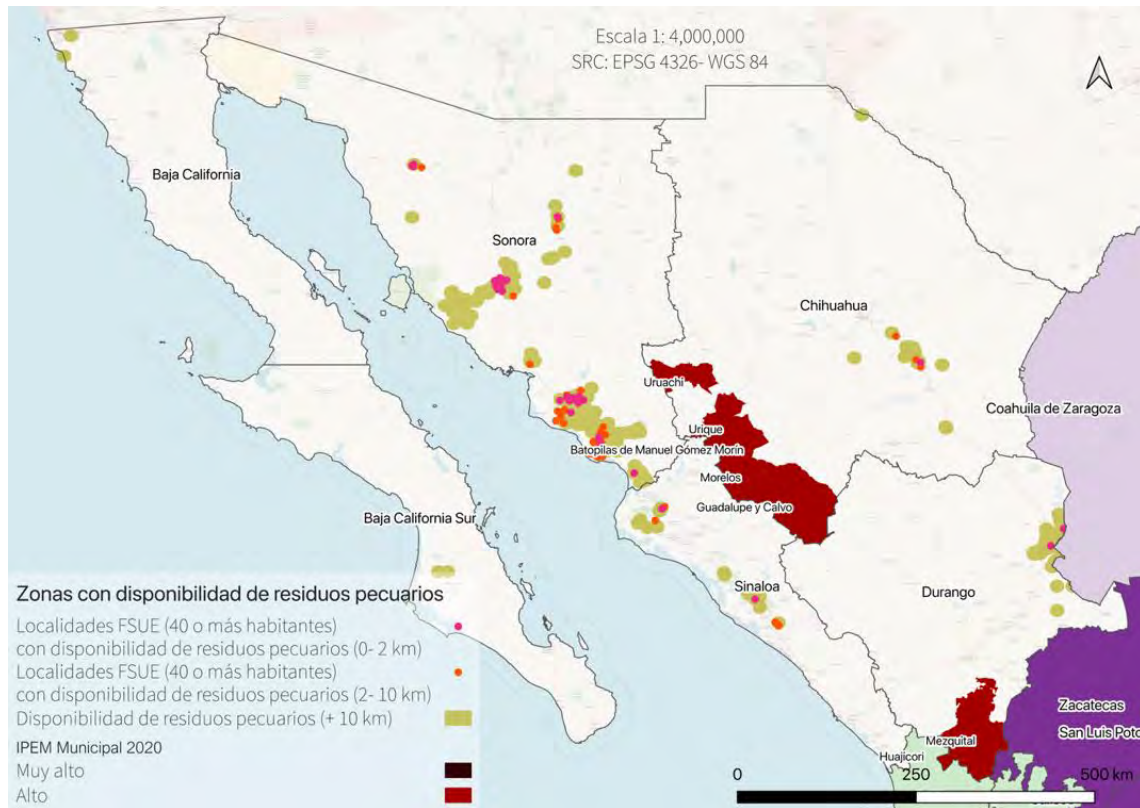 Escala 1: 4,000,000
SRC: EPSG 4326- WGS 84
Baja California
Sonora
Chihuahua
Coahuila de Zaragoza
Uruachi
Urique
Batopilas de Manuel Gómez Morín
Morelos
Guadalupe y Calvo
Baja California Sur
Sinaloa
Durango
Zacatecas
San Luis Poto
Mezquital
Huajicori
Zonas con disponibilidad de residuos pecuarios
Localidades FSUE (40 o más habitantes)
con disponibilidad de residuos pecuarios (0- 2 km)
Localidades FSUE (40 o más habitantes)
con disponibilidad de residuos pecuarios (2- 10 km)
Disponibilidad de residuos pecuarios (+ 10 km)
IPEM Municipal 2020
Muy alto
Alto
0 250 500 km